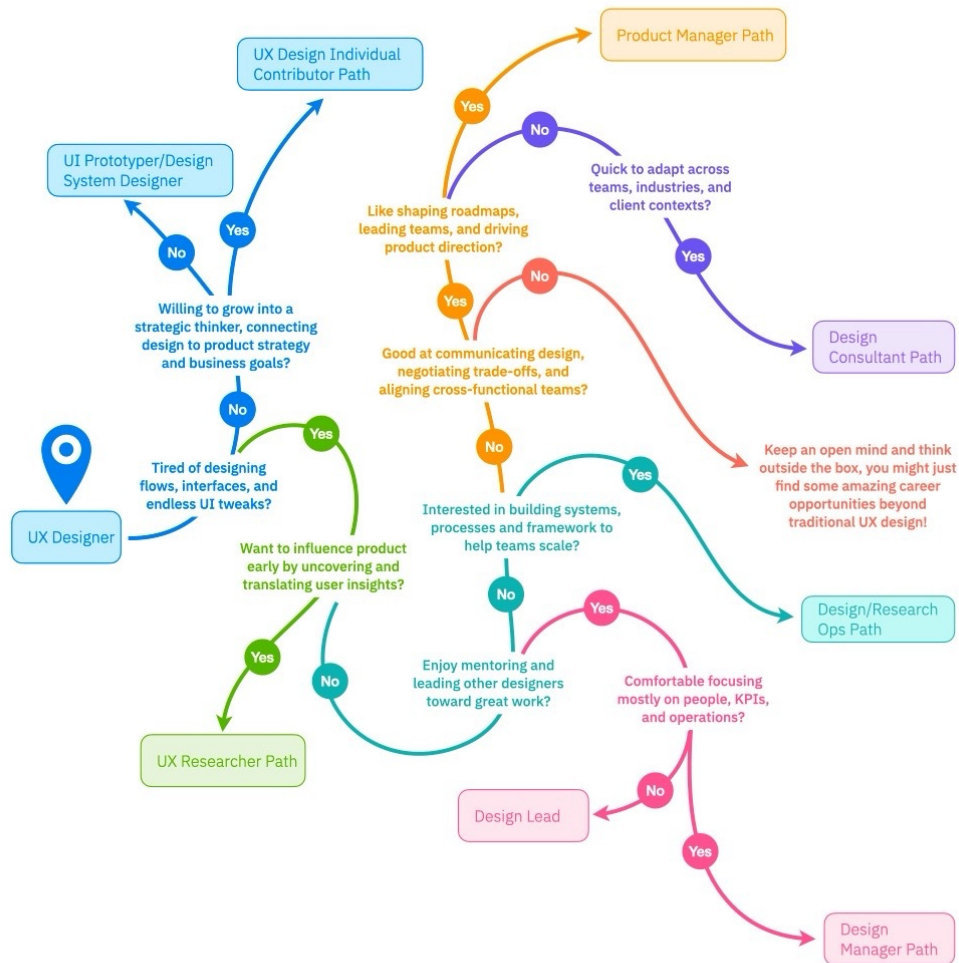 Product Manager Path
UX Design Individual
Contributor Path
Yes
No
UI Prototyper/Design
System Designer
Quick to adapt across
teams, industries, and
client contexts?
Like shaping roadmaps,
leading teams, and driving
product direction?
Yes
No
Yes
No
Yes
Willing to grow into a
strategic thinker, connecting
design to product strategy
and business goals?
Good at communicating design,
negotiating trade-offs, and
aligning cross-functional teams?
Design
Consultant Path
No
Yes
No
Tired of designing
flows, interfaces, and
endless UI tweaks?
Yes
Keep an open mind and think
outside the box, you might just
find some amazing career
opportunities beyond
traditional UX design!
UX Designer
Interested in building systems,
processes and framework to
help teams scale?
Want to influence product
early by uncovering and
translating user insights?
No
Yes
Design/Research
Ops Path
Yes
No
Enjoy mentoring and
leading other designers
toward great work?
Comfortable focusing
mostly on people, KPIs,
and operations?
UX Researcher Path
No
Design Lead
Yes
Design
Manager Path